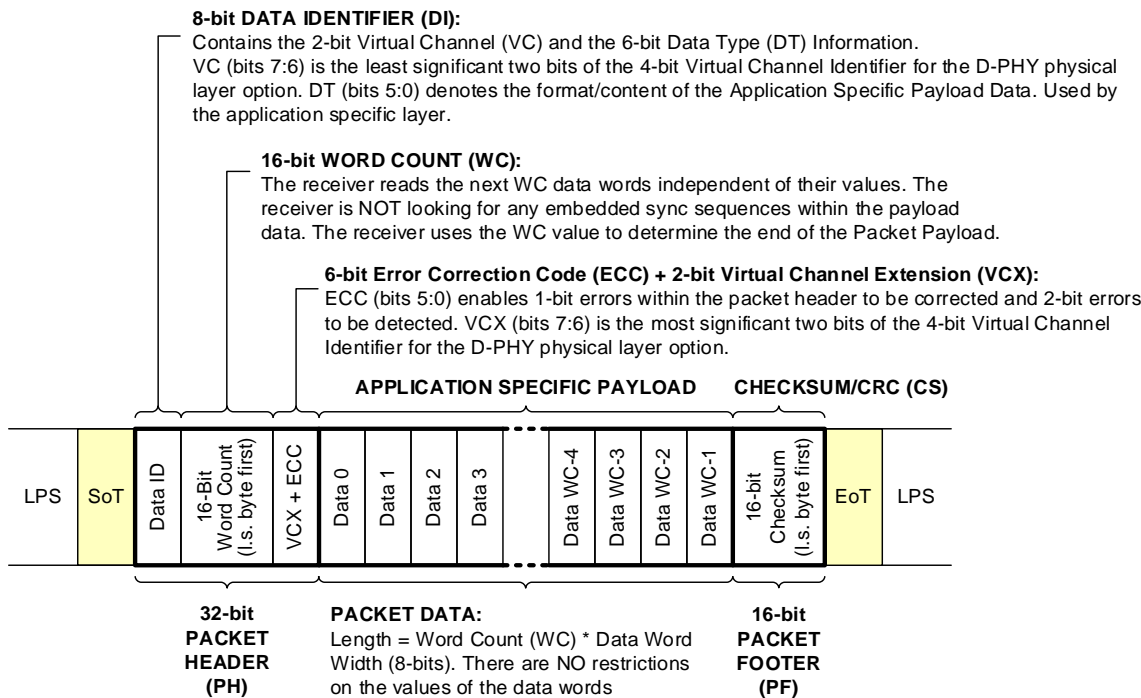 8-bit DATA IDENTIFIER (DI):
Contains the 2-bit Virtual Channel (VC) and the 6-bit Data Type (DT) Information.
VC (bits 7:6) is the least significant two bits of the 4-bit Virtual Channel Identifier for the D-PHY physical
layer option. DT (bits 5:0) denotes the format/content of the Application Specific Payload Data. Used by
the application specific layer.
16-bit WORD COUNT (WC):
The receiver reads the next WC data words independent of their values. The
receiver is NOT looking for any embedded sync sequences within the payload
data. The receiver uses the WC value to determine the end of the Packet Payload.
6-bit Error Correction Code (ECC) + 2-bit Virtual Channel Extension (VCX):
ECC (bits 5:0) enables 1-bit errors within the packet header to be corrected and 2-bit errors
to be detected. VCX (bits 7:6) is the most significant two bits of the 4-bit Virtual Channel
Identifier for the D-PHY physical layer option.
APPLICATION SPECIFIC PAYLOAD
CHECKSUM/CRC (CS)
LPS
SoT
Data ID
16-Bit
Word Count
(l.s. byte first)
VCX + ECC
Data 0
Data 1
Data 2
Data 3
Data WC-4
Data WC-3
Data WC-2
Data WC-1
16-bit
Checksum
(l.s. byte first)
EoT
LPS
32-bit
PACKET
HEADER
(PH)
PACKET DATA:
Length = Word Count (WC) * Data Word
Width (8-bits). There are NO restrictions
on the values of the data words
16-bit
PACKET
FOOTER
(PF)